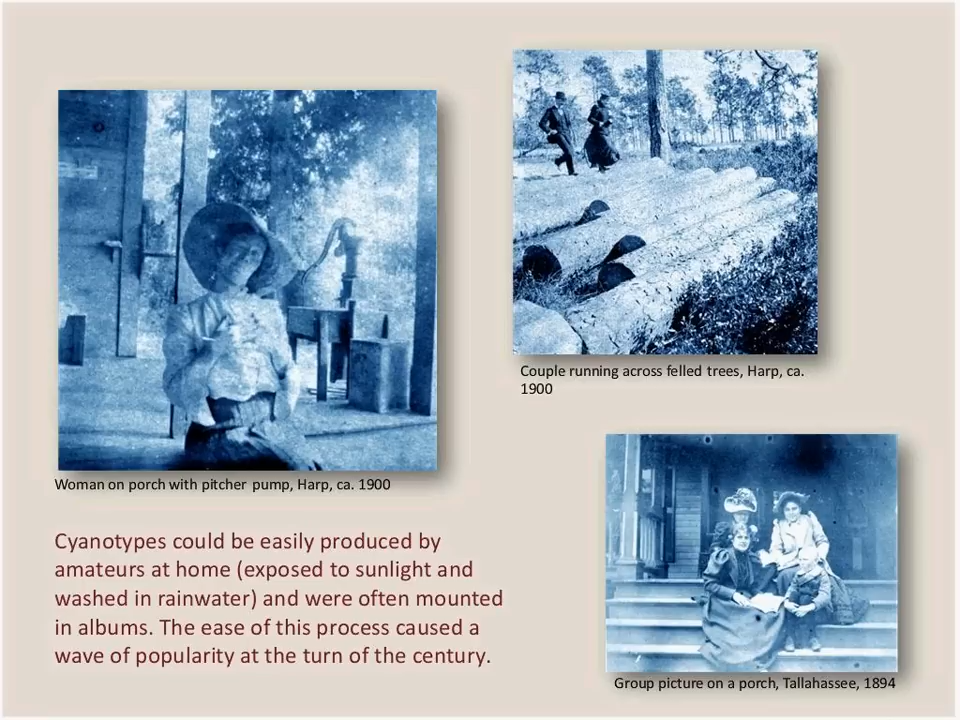 Couple running across felled trees, Harp, ca.
1900
Woman on porch with pitcher pump, Harp, ca. 1900
Cyanotypes could be easily produced by
amateurs at home (exposed to sunlight and
washed in rainwater) and were often mounted
in albums. The ease of this process caused a
wave of popularity at the turn of the century.
Group picture on a porch, Tallahassee, 1894